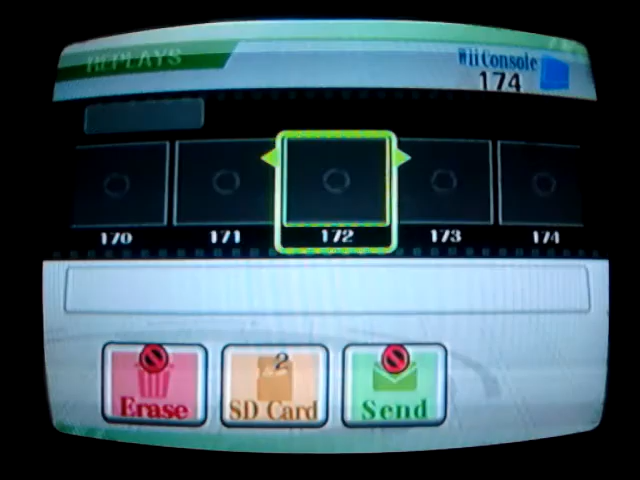 REPLAYS
Wii Console
174
170 171 172 173 174
2
Erase SD Card Send